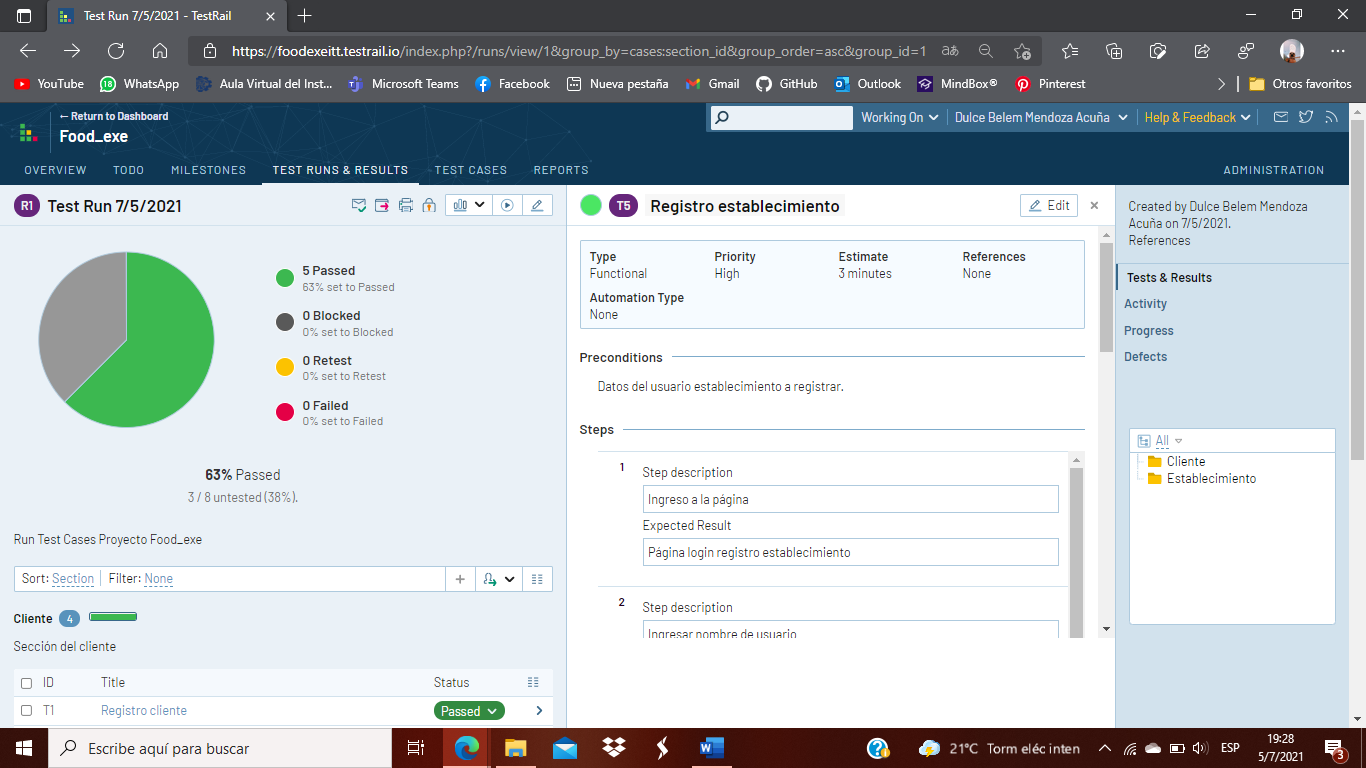 Test Run 7/5/2021 - TestRail
https://foodexeitt.testrail.io/index.php?/runs/view/1&group_by=cases:section_id&group_order=asc&group_id=1
YouTube
18
WhatsApp
Aula Virtual del Inst...
Microsoft Teams
Facebook
Nueva pestaña
Gmail
GitHub
Outlook
MindBox®
Pinterest
Otros favoritos
← Return to Dashboard
Food_exe
Working On
Dulce Belem Mendoza Acuña
Help & Feedback
OVERVIEW
TODO
MILESTONES
TEST RUNS & RESULTS
TEST CASES
REPORTS
ADMINISTRATION
R1
Test Run 7/5/2021
5 Passed
63% set to Passed
0 Blocked
0% set to Blocked
0 Retest
0% set to Retest
0 Failed
0% set to Failed
63% Passed
3 / 8 untested (38%).
Run Test Cases Proyecto Food_exe
Sort: Section
Filter: None
Cliente 4
Sección del cliente
ID Title Status
T1 Registro cliente Passed
T5
Registro establecimiento
Edit
Type
Functional
Priority
High
Estimate
3 minutes
References
None
Automation Type
None
Preconditions
Datos del usuario establecimiento a registrar.
Steps
1
Step description
Ingreso a la página
Expected Result
Página login registro establecimiento
2
Step description
Ingresar nombre de usuario
Created by Dulce Belem Mendoza
Acuña on 7/5/2021.
References
Tests & Results
Activity
Progress
Defects
All
Cliente
Establecimiento
Escribe aquí para buscar
21°C Torm eléc inten
ESP
19:28
5/7/2021
3